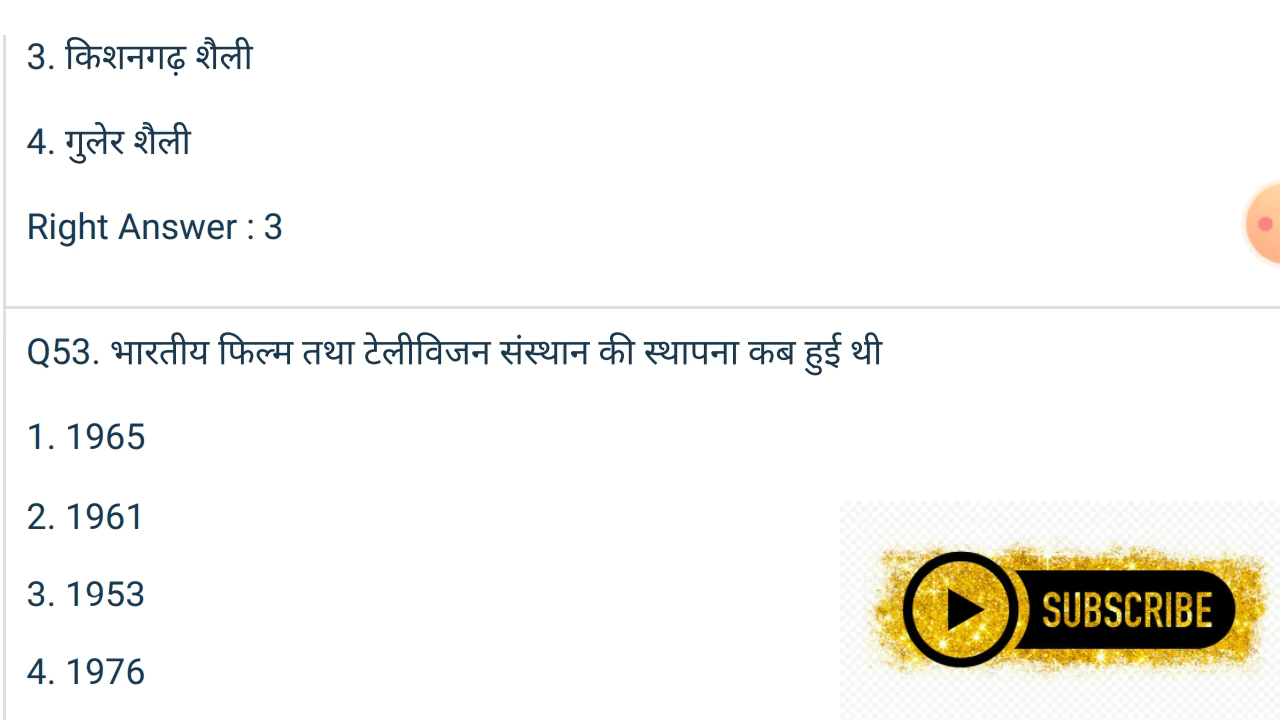 3. किशनगढ़ शैली
4. गुलेर शैली
Right Answer : 3
Q53. भारतीय फिल्म तथा टेलीविजन संस्थान की स्थापना कब हुई थी
1. 1965
2. 1961
3. 1953
4. 1976
SUBSCRIBE